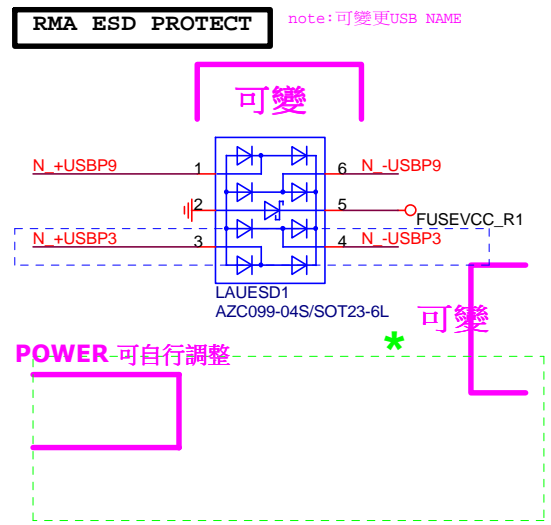 RMA ESD PROTECT
note:可變更USB NAME
可變
N_+USBP9 1 6 N_-USBP9
2 5 FUSEVCC_R1
N_+USBP3 3 4 N_-USBP3
LAUESD1
AZC099-04S/SOT23-6L
可變
*
POWER 可自行調整